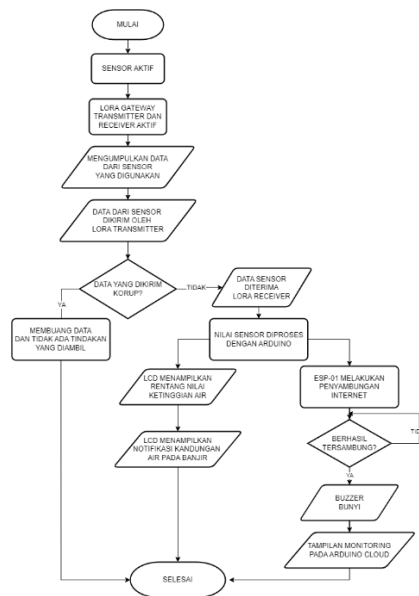 MULAI
SENSOR AKTIF
LORA GATEWAY
TRANSMITTER DAN
RECEIVER AKTIF
MENGUMPULKAN DATA
DARI SENSOR
YANG DIGUNAKAN
DATA DARI SENSOR
DIKIRIM OLEH
LORA TRANSMITTER
DATA YANG DIKIRIM
KORUP?
TIDAK
DATA SENSOR
DITERIMA
LORA RECEIVER
YA
MEMBUANG DATA
DAN TIDAK ADA TINDAKAN
YANG DIAMBIL
NILAI SENSOR DIPROSES
DENGAN ARDUINO
LCD MENAMPILKAN
RENTANG NILAI
KETINGGIAN AIR
ESP-01 MELAKUKAN
PENYAMBUNGAN
INTERNET
LCD MENAMPILKAN
NOTIFIKASI KANDUNGAN
AIR PADA BANJIR
BERHASIL
TERSAMBUNG?
YA
BUZZER
BUNYI
TAMPILAN MONITORING
PADA ARDUINO CLOUD
SELESAI